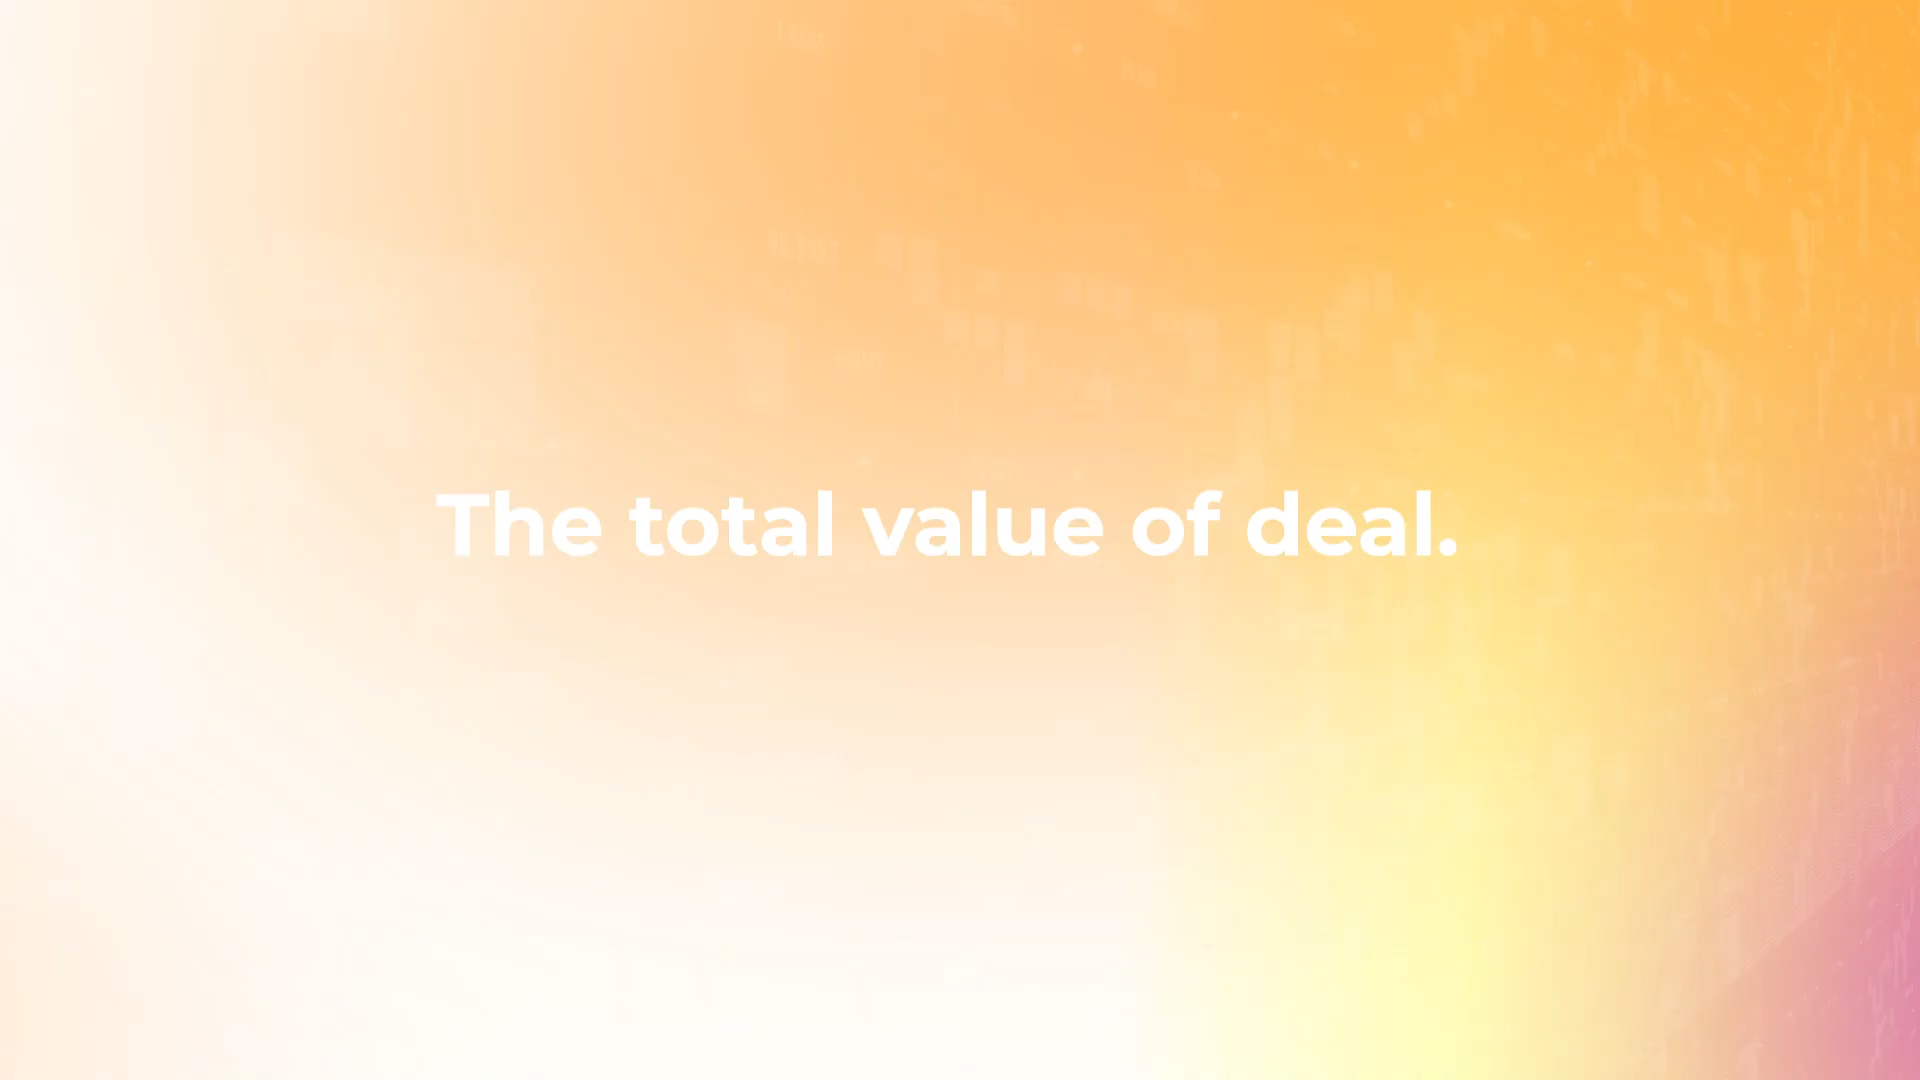 The total value of deal.